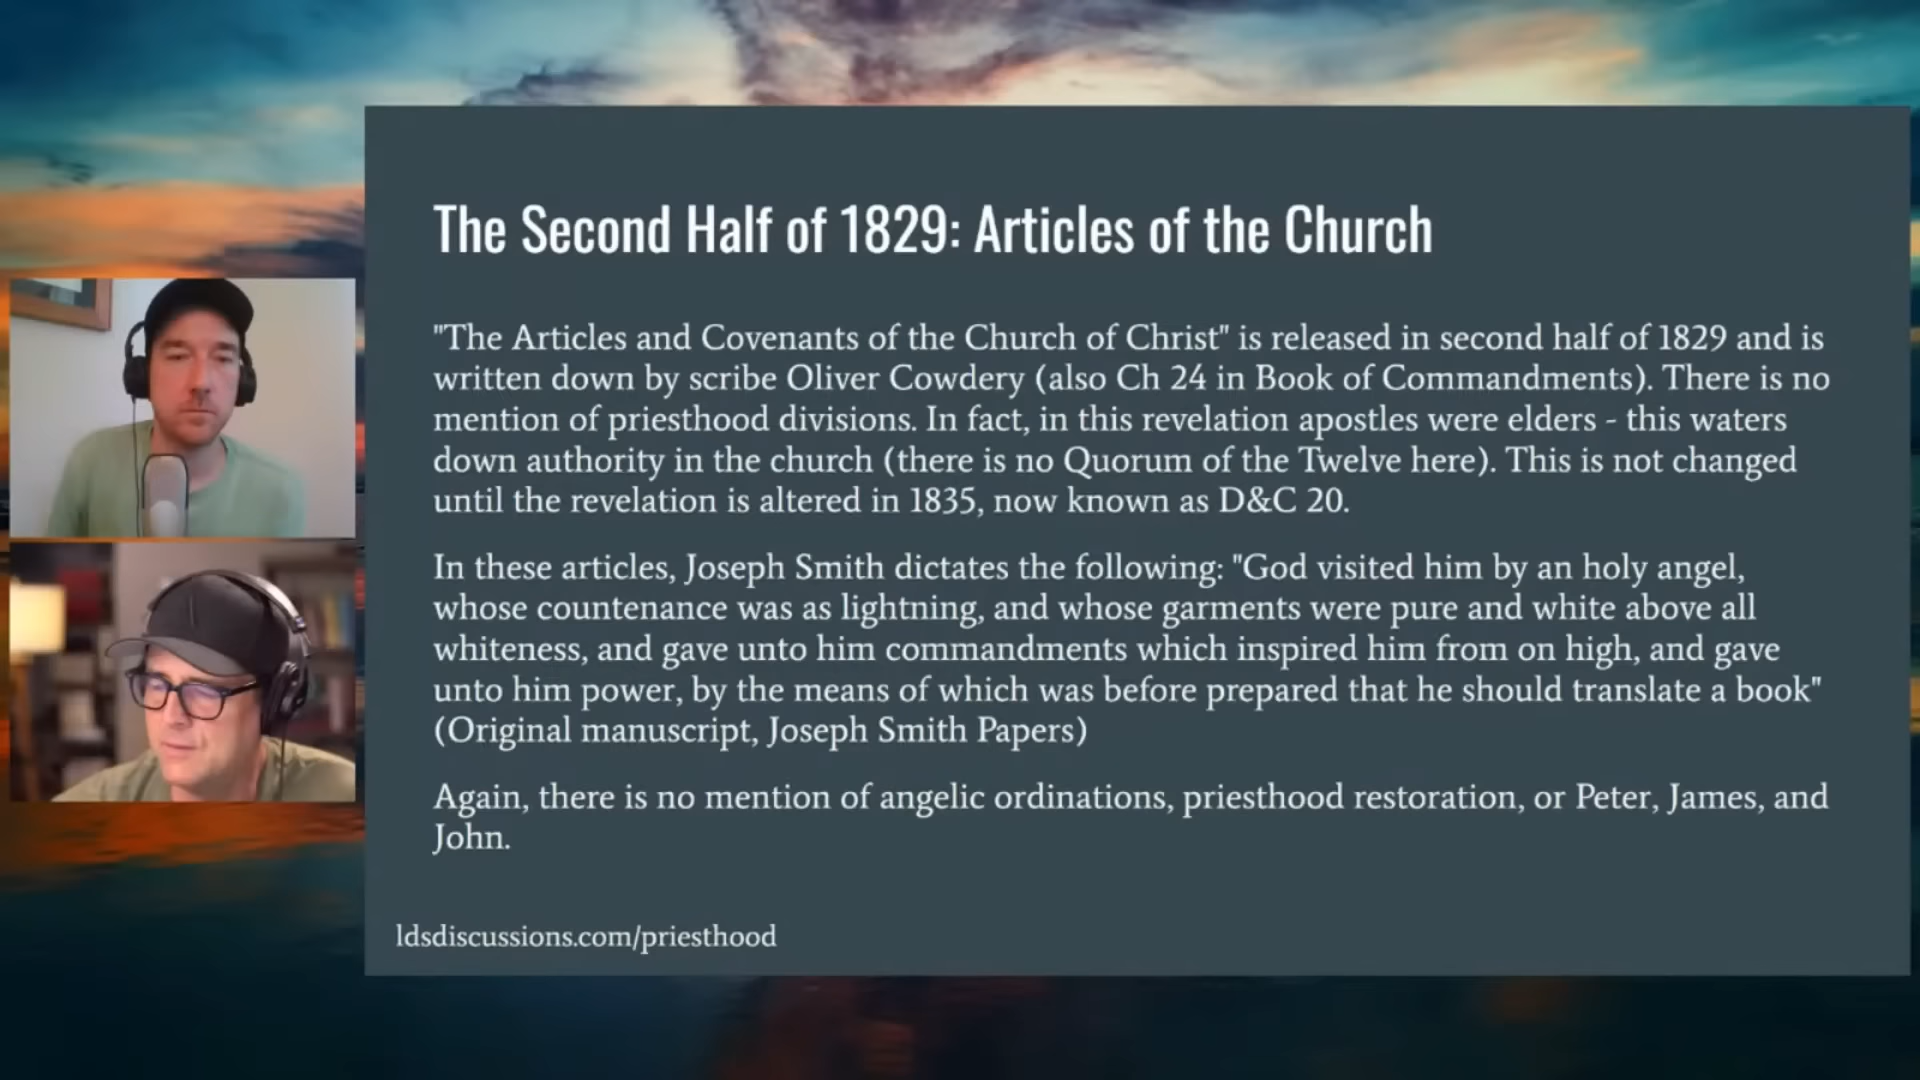 The Second Half of 1829: Articles of the Church
"The Articles and Covenants of the Church of Christ" is released in second half of 1829 and is
written down by scribe Oliver Cowdery (also Ch 24 in Book of Commandments). There is no
mention of priesthood divisions. In fact, in this revelation apostles were elders - this waters
down authority in the church (there is no Quorum of the Twelve here). This is not changed
until the revelation is altered in 1835, now known as D&C 20.
In these articles, Joseph Smith dictates the following: "God visited him by an holy angel,
whose countenance was as lightning, and whose garments were pure and white above all
whiteness, and gave unto him commandments which inspired him from on high, and gave
unto him power, by the means of which was before prepared that he should translate a book"
(Original manuscript, Joseph Smith Papers)
Again, there is no mention of angelic ordinations, priesthood restoration, or Peter, James, and
John.
ldsdiscussions.com/priesthood